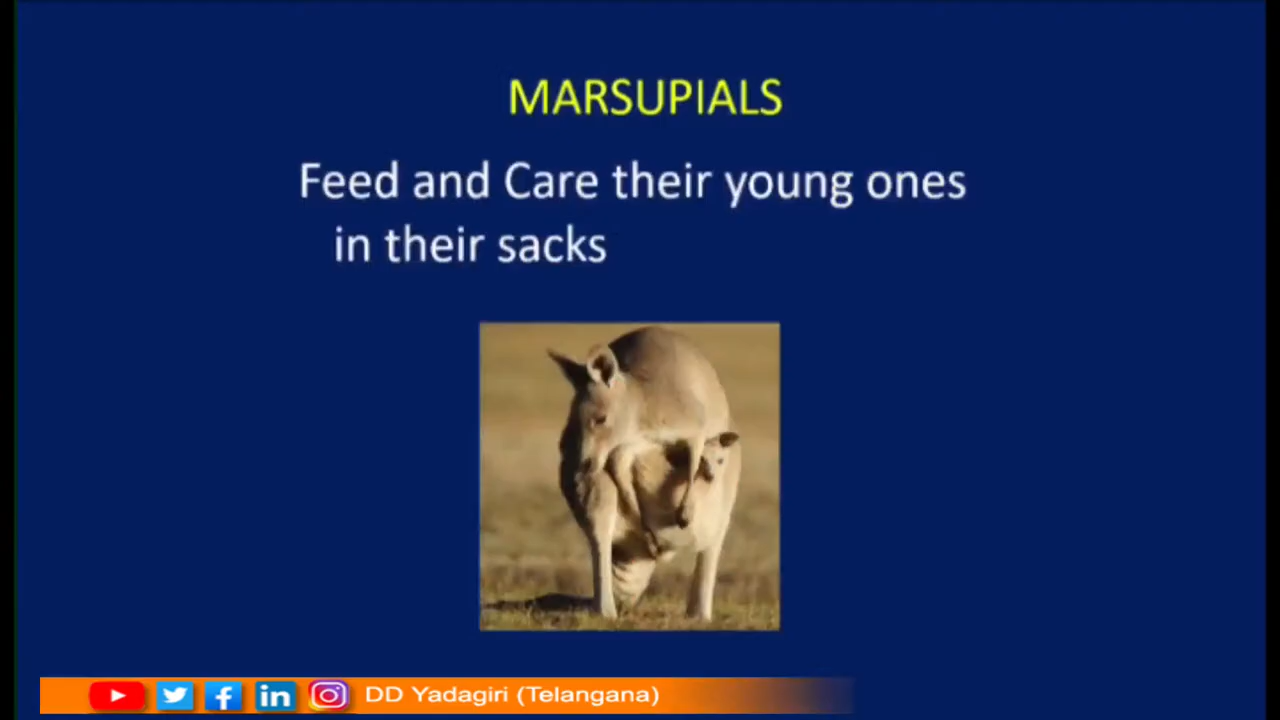 MARSUPIALS
Feed and Care their young ones
in their sacks
DD Yadagiri (Telangana)